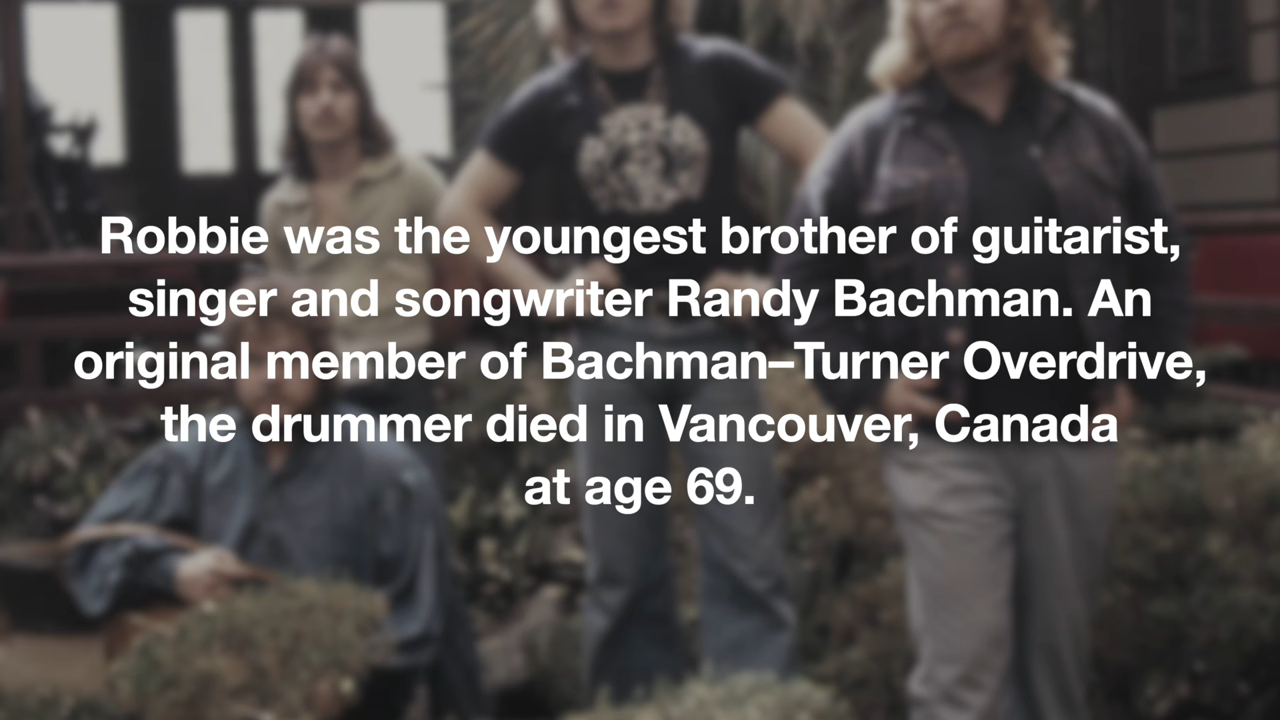 Robbie was the youngest brother of guitarist,
singer and songwriter Randy Bachman. An
original member of Bachman–Turner Overdrive,
the drummer died in Vancouver, Canada
at age 69.